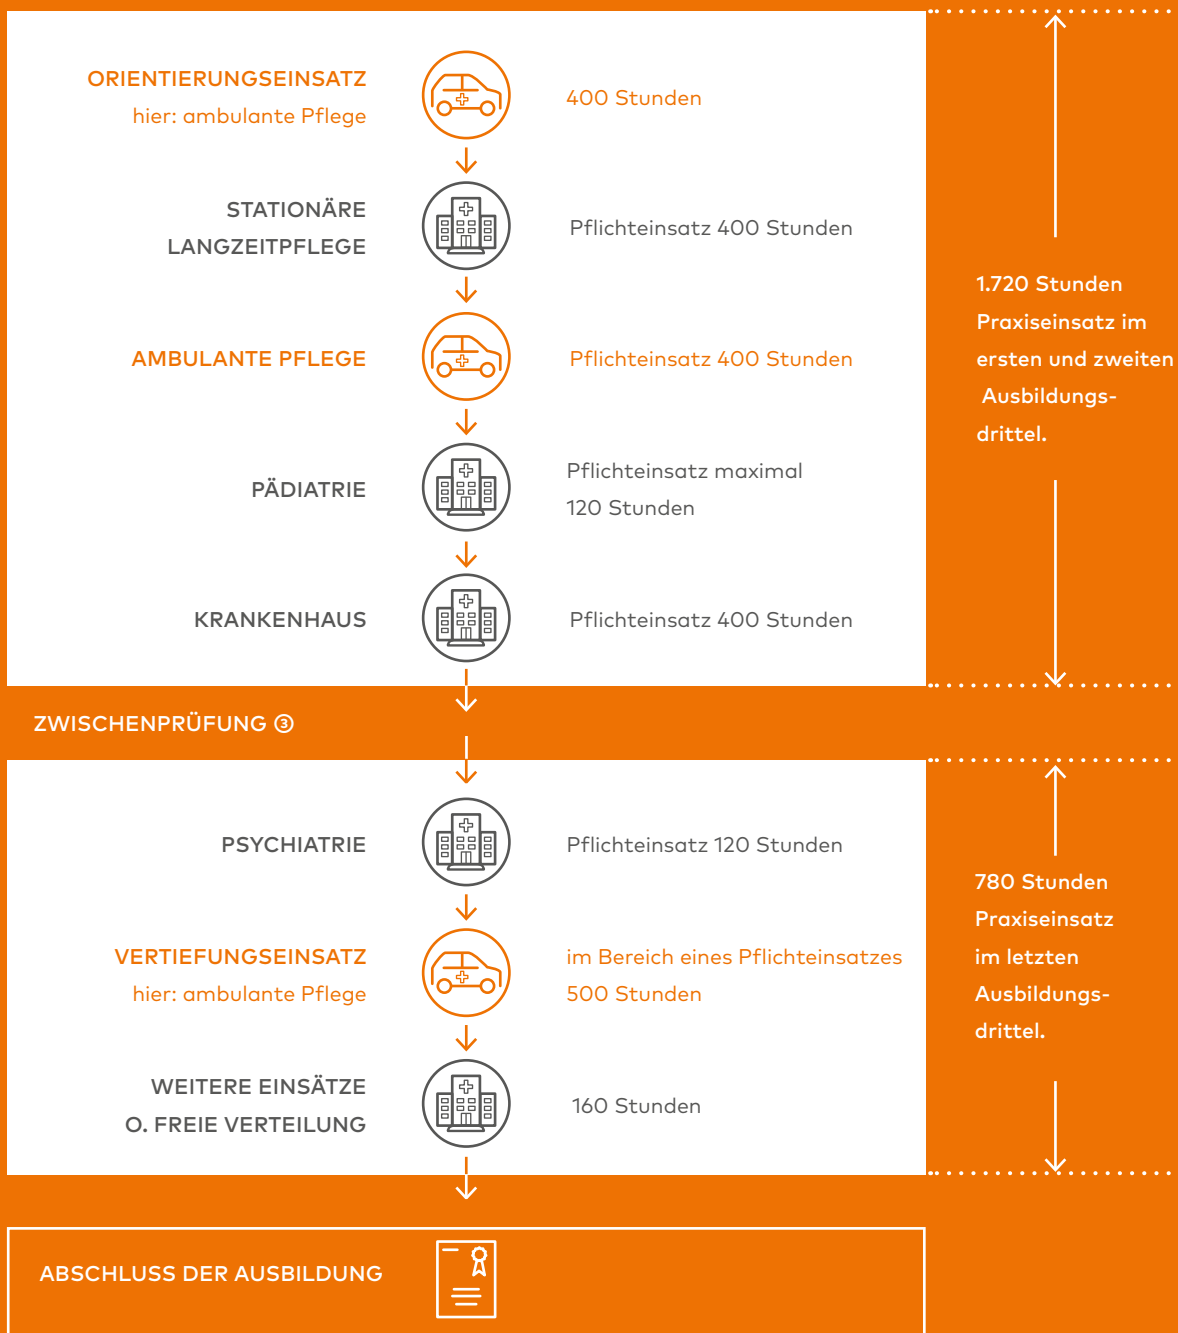 ORIENTIERUNGSEINSATZ
hier: ambulante Pflege
400 Stunden
STATIONÄRE
LANGZEITPFLEGE
Pflichteinsatz 400 Stunden
AMBULANTE PFLEGE
Pflichteinsatz 400 Stunden
PÄDIATRIE
Pflichteinsatz maximal
120 Stunden
KRANKENHAUS
Pflichteinsatz 400 Stunden
1.720 Stunden
Praxiseinsatz im
ersten und zweiten
Ausbildungs-
drittel.
ZWISCHENPRÜFUNG ③
PSYCHIATRIE
Pflichteinsatz 120 Stunden
VERTIEFUNGSEINSATZ
hier: ambulante Pflege
im Bereich eines Pflichteinsatzes
500 Stunden
WEITERE EINSÄTZE
O. FREIE VERTEILUNG
160 Stunden
780 Stunden
Praxiseinsatz
im letzten
Ausbildungs-
drittel.
ABSCHLUSS DER AUSBILDUNG